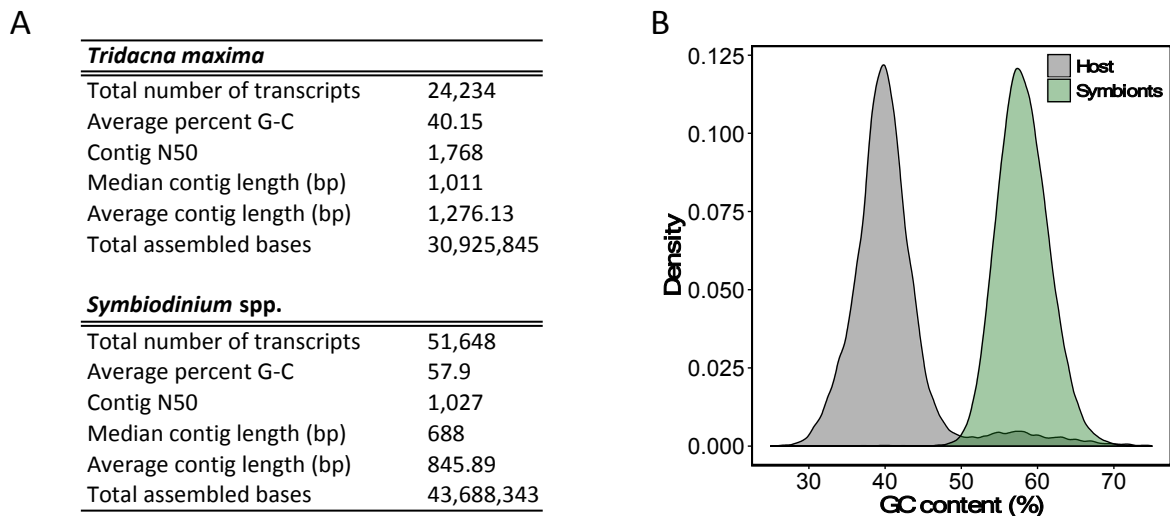 A
Tridacna maxima
Total number of transcripts 24,234
Average percent G-C 40.15
Contig N50 1,768
Median contig length (bp) 1,011
Average contig length (bp) 1,276.13
Total assembled bases 30,925,845
Symbiodinium spp.
Total number of transcripts 51,648
Average percent G-C 57.9
Contig N50 1,027
Median contig length (bp) 688
Average contig length (bp) 845.89
Total assembled bases 43,688,343
B
Host
Symbionts
Density
0.125
0.100
0.075
0.050
0.025
0.000
30 40 50 60 70
GC content (%)